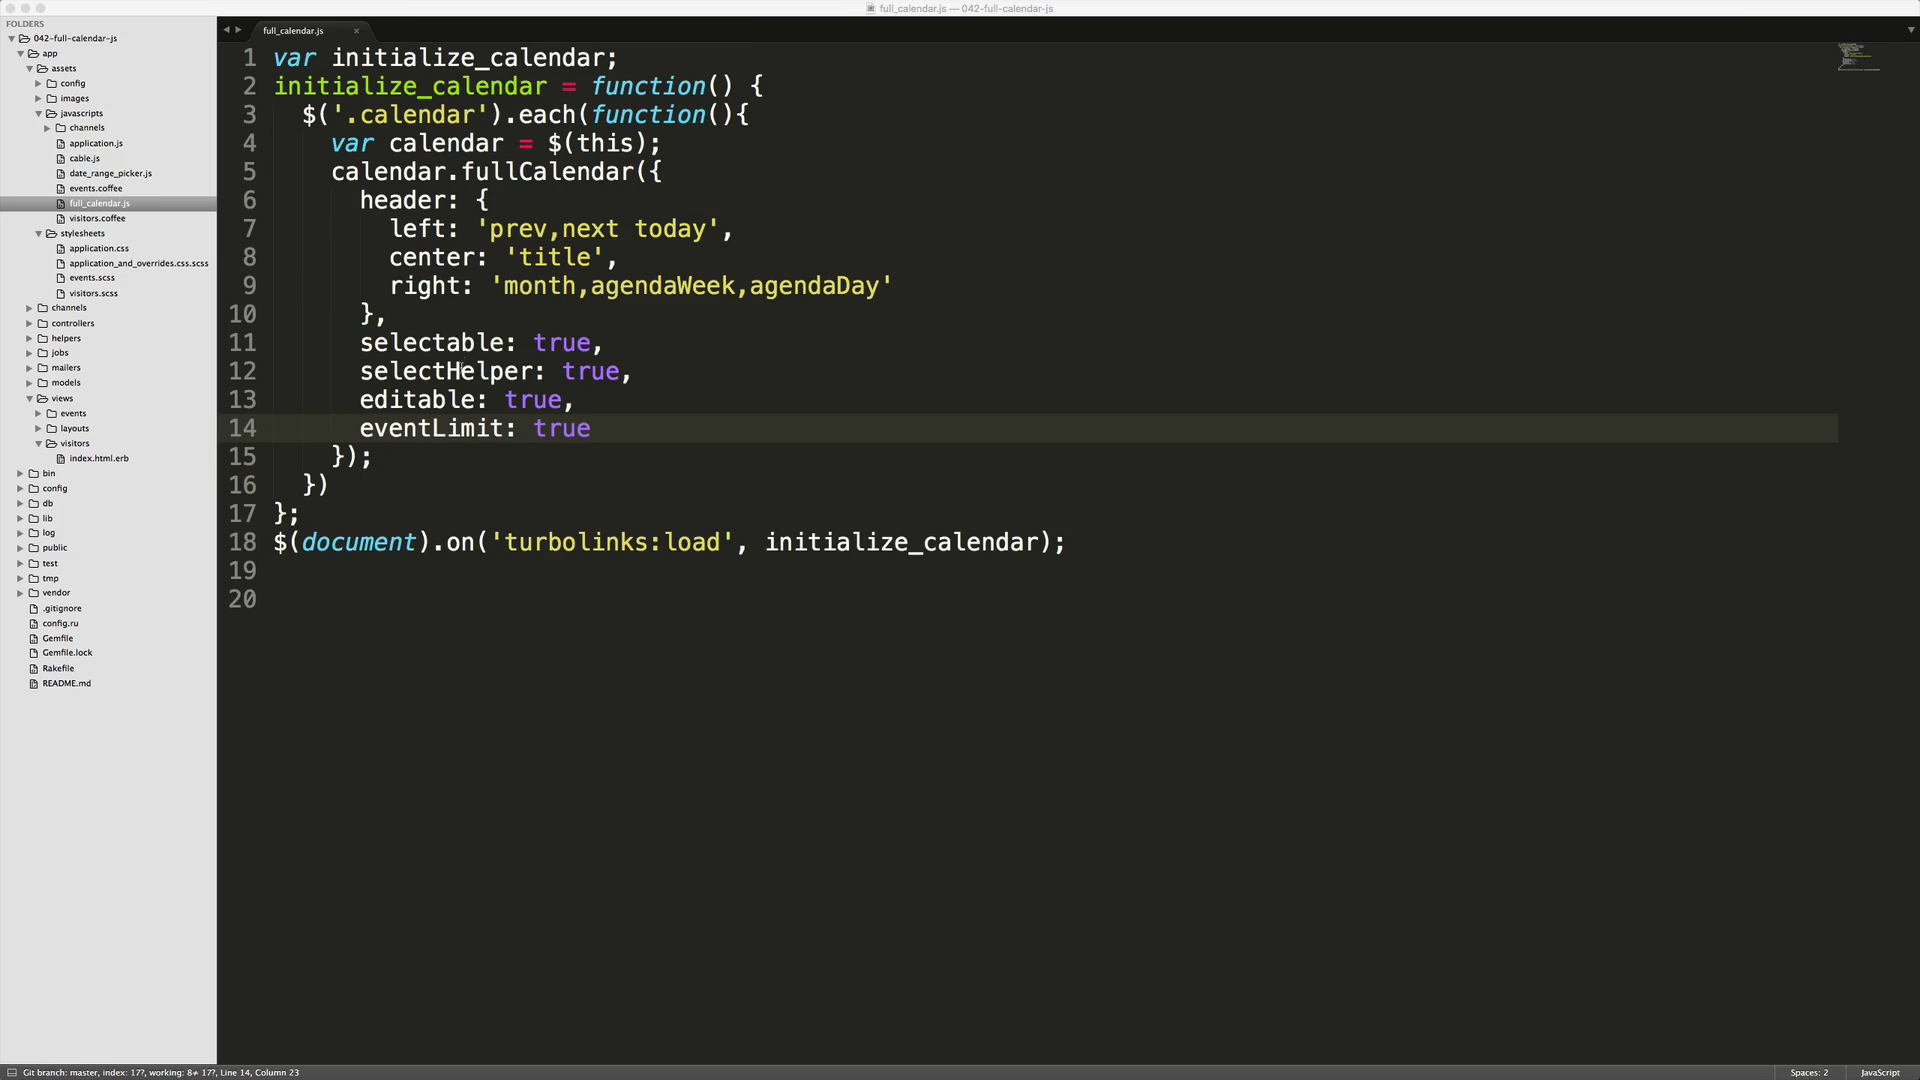 full_calendar.js — 042-full-calendar-js
FOLDERS
042-full-calendar-js
app
assets
config
images
javascripts
channels
application.js
cable.js
date_range_picker.js
events.coffee
full_calendar.js
visitors.coffee
stylesheets
application.css
application_and_overrides.css.scss
events.scss
visitors.scss
channels
controllers
helpers
jobs
mailers
models
views
events
layouts
visitors
index.html.erb
bin
config
db
lib
log
public
test
tmp
vendor
.gitignore
config.ru
Gemfile
Gemfile.lock
Rakefile
README.md
full_calendar.js ×
1 var initialize_calendar;
2 initialize_calendar = function() {
3 $('.calendar').each(function(){
4 var calendar = $(this);
5 calendar.fullCalendar({
6 header: {
7 left: 'prev,next today',
8 center: 'title',
9 right: 'month,agendaWeek,agendaDay'
10 },
11 selectable: true,
12 selectHelper: true,
13 editable: true,
14 eventLimit: true
15 });
16 })
17 };
18 $(document).on('turbolinks:load', initialize_calendar);
19
20
Git branch: master, index: 17?, working: 8≠ 17?, Line 14, Column 23
Spaces: 2
JavaScript